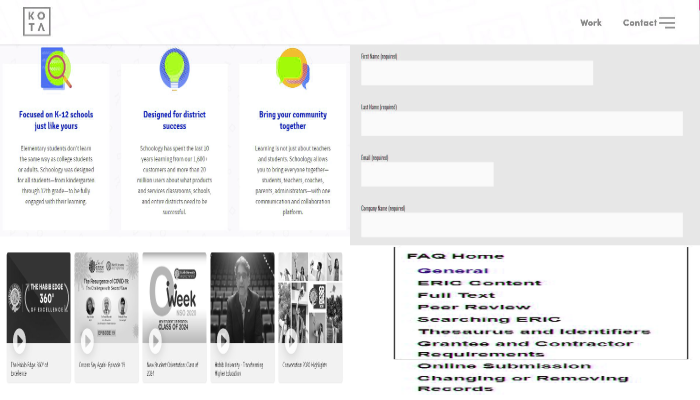 KO
TA
Work
Contact
Focused on K-12 schools
just like yours
Elementary students don't learn
the same way as college students
or adults. Schoology was designed
for all students—from kindergarten
through 12th grade—to be fully
engaged with their learning.
Designed for district
success
Schoology has spent the last 10
years learning from our 1,600+
customers and more than 20
million users about what products
and services classrooms, schools,
and entire districts need to be
successful.
Bring your community
together
Learning is not just about teachers
and students. Schoology allows
you to bring everyone together—
students, teachers, coaches,
parents, administrators—with one
communication and collaboration
platform.
First Name (required)
Last Name (required)
Email (required)
Company Name (required)
THE HABIB EDGE
360°
OF EXCELLENCE
The Habib Edge: 360° of
Excellence
The Resurgence of COVID-19:
Dream Say Again: Episode 19
Week
NSO 2020
CLASS OF 2024
New Student Orientation: Class of
2024
Habib University - Transforming
Higher Education
Convocation 2020 Highlights
FAQ Home
General
ERIC Content
Full Text
Peer Review
Searching ERIC
Thesaurus and Identifiers
Grantee and Contractor
Requirements
Online Submission
Changing or Removing
Records